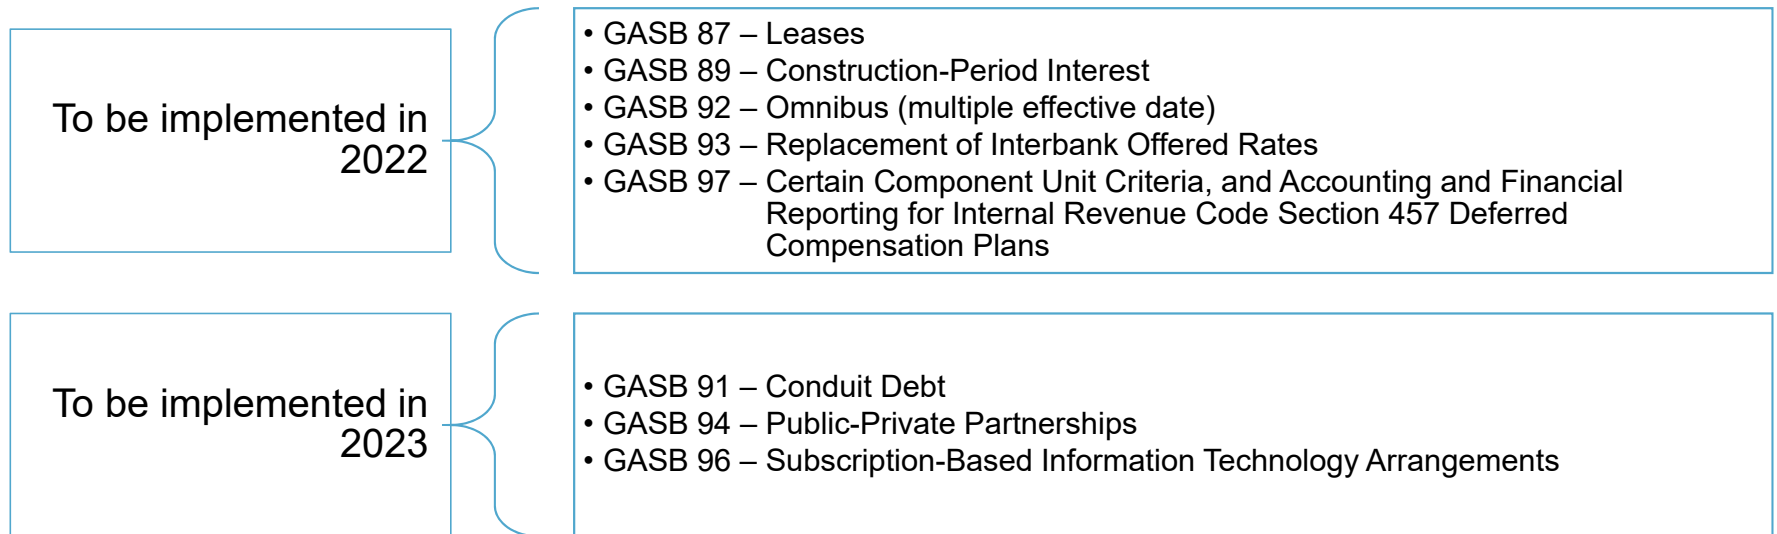 To be implemented in
2022
• GASB 87 – Leases
• GASB 89 – Construction-Period Interest
• GASB 92 – Omnibus (multiple effective date)
• GASB 93 – Replacement of Interbank Offered Rates
• GASB 97 – Certain Component Unit Criteria, and Accounting and Financial
Reporting for Internal Revenue Code Section 457 Deferred
Compensation Plans
To be implemented in
2023
• GASB 91 – Conduit Debt
• GASB 94 – Public-Private Partnerships
• GASB 96 – Subscription-Based Information Technology Arrangements